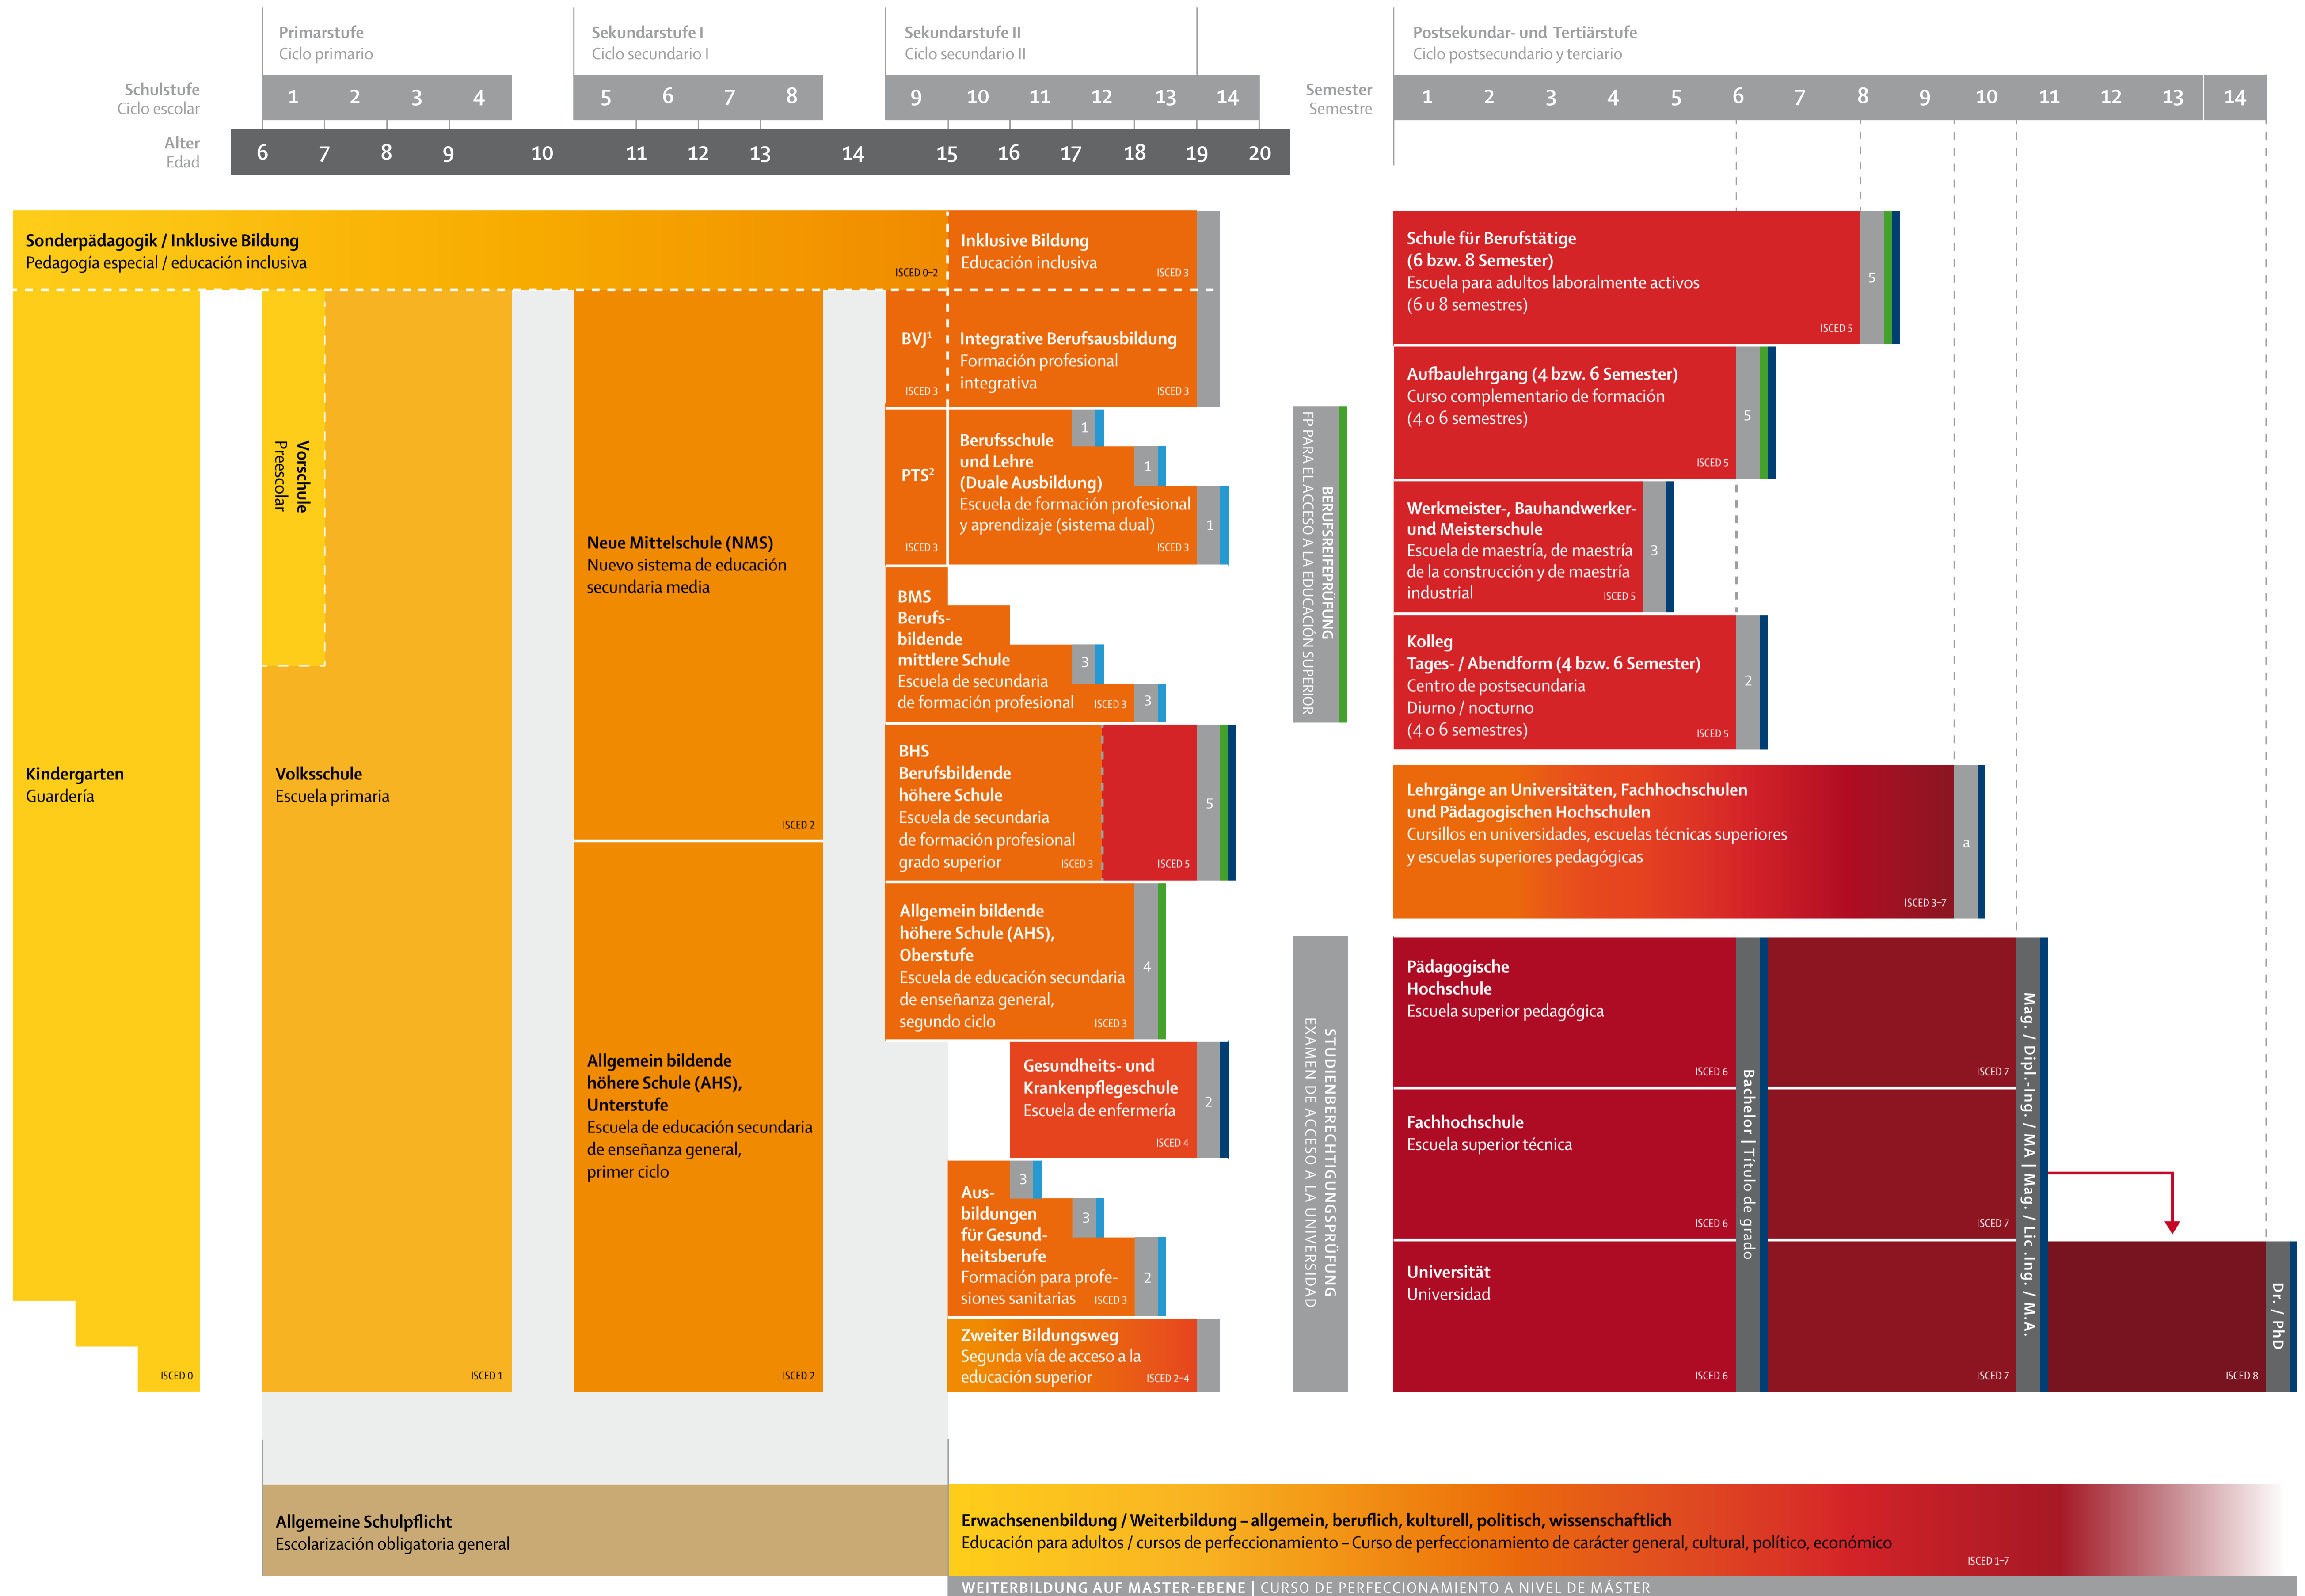 Primarstufe
Ciclo primario
Sekundarstufe I
Ciclo secundario I
Sekundarstufe II
Ciclo secundario II
Postsekundar- und Tertiärstufe
Ciclo postsecundario y terciario
Schulstufe
Ciclo escolar
1 2 3 4 5 6 7 8 9 10 11 12 13 14
Semester
Semestre
1 2 3 4 5 6 7 8 9 10 11 12 13 14
Alter
Edad
6 7 8 9 10 11 12 13 14 15 16 17 18 19 20
Sonderpädagogik / Inklusive Bildung
Pedagogía especial / educación inclusiva
ISCED 0–2
Inklusive Bildung
Educación inclusiva
ISCED 3
Kindergarten
Guardería
ISCED 0
Vorschule
Preescolar
Volksschule
Escuela primaria
ISCED 1
Neue Mittelschule (NMS)
Nuevo sistema de educación
secundaria media
ISCED 2
Allgemein bildende
höhere Schule (AHS),
Unterstufe
Escuela de educación secundaria
de enseñanza general,
primer ciclo
ISCED 2
BVJ¹
ISCED 3
Integrative Berufsausbildung
Formación profesional
integrativa
ISCED 3
PTS²
ISCED 3
Berufsschule
und Lehre
(Duale Ausbildung)
Escuela de formación profesional
y aprendizaje (sistema dual)
ISCED 3
1
1
1
BMS
Berufs-
bildende
mittlere Schule
Escuela de secundaria
de formación profesional
ISCED 3
3
3
BHS
Berufsbildende
höhere Schule
Escuela de secundaria
de formación profesional
grado superior
ISCED 3
ISCED 5
5
Allgemein bildende
höhere Schule (AHS),
Oberstufe
Escuela de educación secundaria
de enseñanza general,
segundo ciclo
ISCED 3
4
Gesundheits- und
Krankenpflegeschule
Escuela de enfermería
ISCED 4
2
Aus-
bildungen
für Gesund-
heitsberufe
Formación para profe-
siones sanitarias
ISCED 3
3
3
2
Zweiter Bildungsweg
Segunda vía de acceso a la
educación superior
ISCED 2–4
BERUFSREIFEPRÜFUNG
FP PARA EL ACCESO A LA EDUCACIÓN SUPERIOR
STUDIENBERECHTIGUNGSPRÜFUNG
EXAMEN DE ACCESO A LA UNIVERSIDAD
Schule für Berufstätige
(6 bzw. 8 Semester)
Escuela para adultos laboralmente activos
(6 u 8 semestres)
ISCED 5
5
Aufbaulehrgang (4 bzw. 6 Semester)
Curso complementario de formación
(4 o 6 semestres)
ISCED 5
5
Werkmeister-, Bauhandwerker-
und Meisterschule
Escuela de maestría, de maestría
de la construcción y de maestría
industrial
ISCED 5
3
Kolleg
Tages- / Abendform (4 bzw. 6 Semester)
Centro de postsecundaria
Diurno / nocturno
(4 o 6 semestres)
ISCED 5
2
Lehrgänge an Universitäten, Fachhochschulen
und Pädagogischen Hochschulen
Cursillos en universidades, escuelas técnicas superiores
y escuelas superiores pedagógicas
ISCED 3–7
a
Pädagogische
Hochschule
Escuela superior pedagógica
ISCED 6
ISCED 7
Fachhochschule
Escuela superior técnica
ISCED 6
ISCED 7
Universität
Universidad
ISCED 6
ISCED 7
ISCED 8
Bachelor | Título de grado
Mag. / Dipl.-Ing. / MA | Mag. / Lic .Ing. / M.A.
Dr. / PhD
Allgemeine Schulpflicht
Escolarización obligatoria general
Erwachsenenbildung / Weiterbildung – allgemein, beruflich, kulturell, politisch, wissenschaftlich
Educación para adultos / cursos de perfeccionamiento – Curso de perfeccionamiento de carácter general, cultural, político, económico
ISCED 1–7
WEITERBILDUNG AUF MASTER-EBENE | CURSO DE PERFECCIONAMIENTO A NIVEL DE MÁSTER